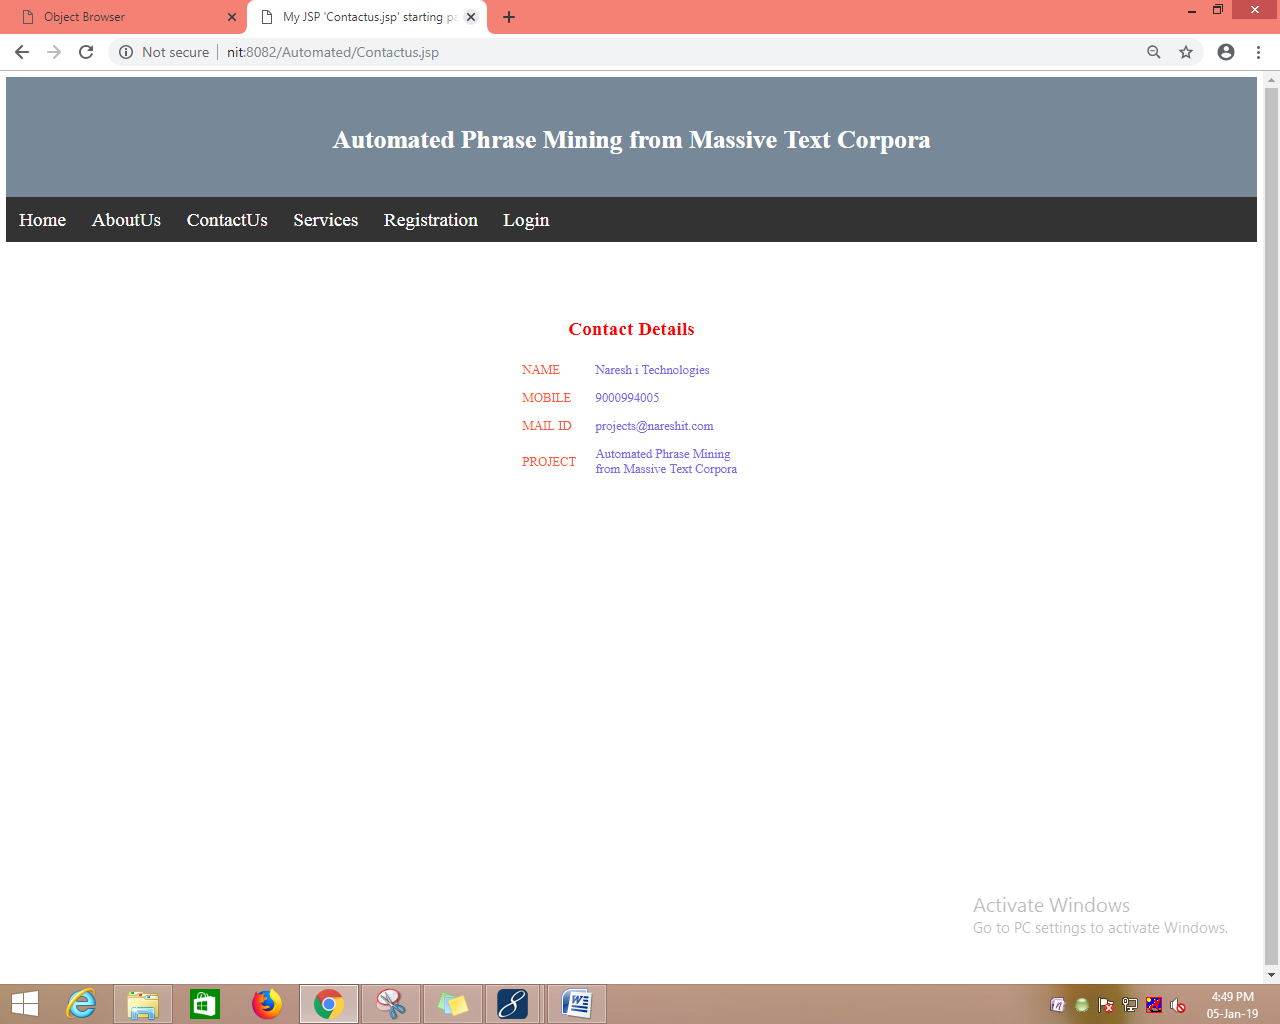 Object Browser
My JSP 'Contactus.jsp' starting pa
Not secure
nit:8082/Automated/Contactus.jsp
Automated Phrase Mining from Massive Text Corpora
Home AboutUs ContactUs Services Registration Login
Contact Details
NAME Naresh i Technologies
MOBILE 9000994005
MAIL ID projects@nareshit.com
PROJECT Automated Phrase Mining
from Massive Text Corpora
Activate Windows
Go to PC settings to activate Windows.
4:49 PM
05-Jan-19